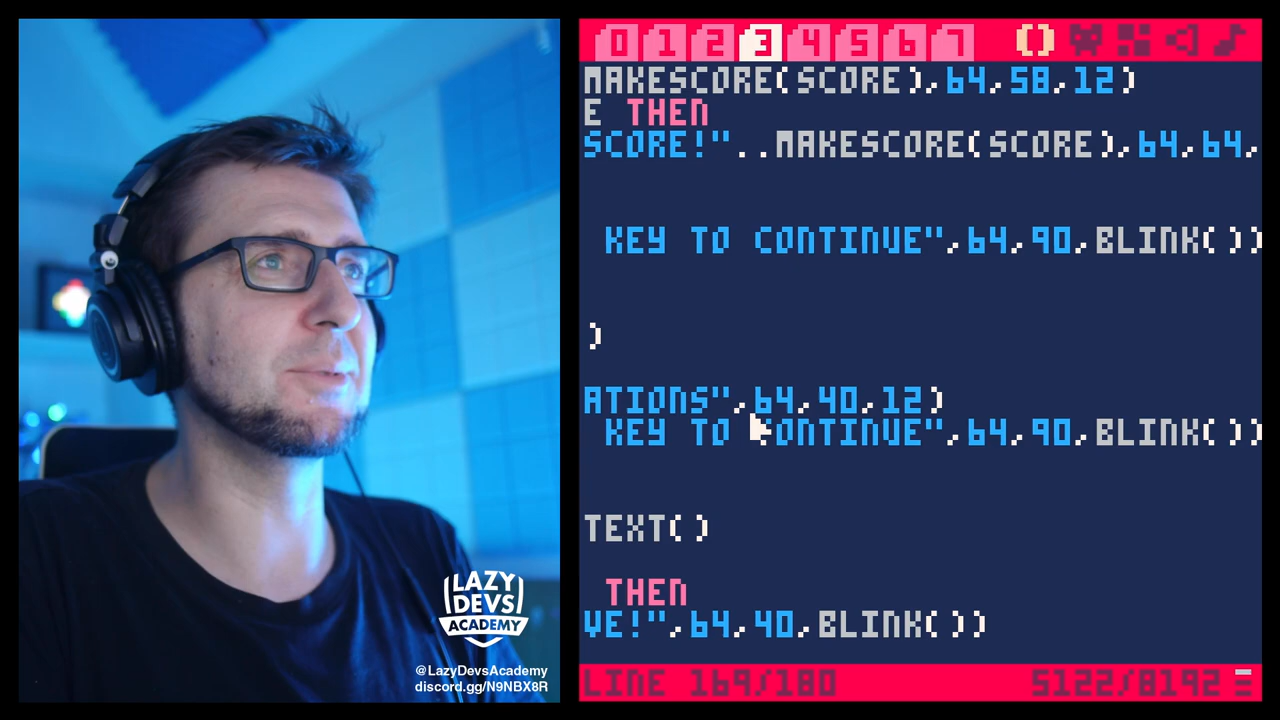 0 1 2 3 4 5 6 7 ()
MAKESCORE(SCORE),64,58,12)
E THEN
SCORE!"..MAKESCORE(SCORE),64,64,
KEY TO CONTINUE",64,90,BLINK())
)
ATIONS",64,40,12)
KEY TO CONTINUE",64,90,BLINK())
TEXT()
THEN
VE!",64,40,BLINK())
LINE 169/180 5122/8192
LAZY
DEVS
ACADEMY
@LazyDevsAcademy
discord.gg/N9NBX8R